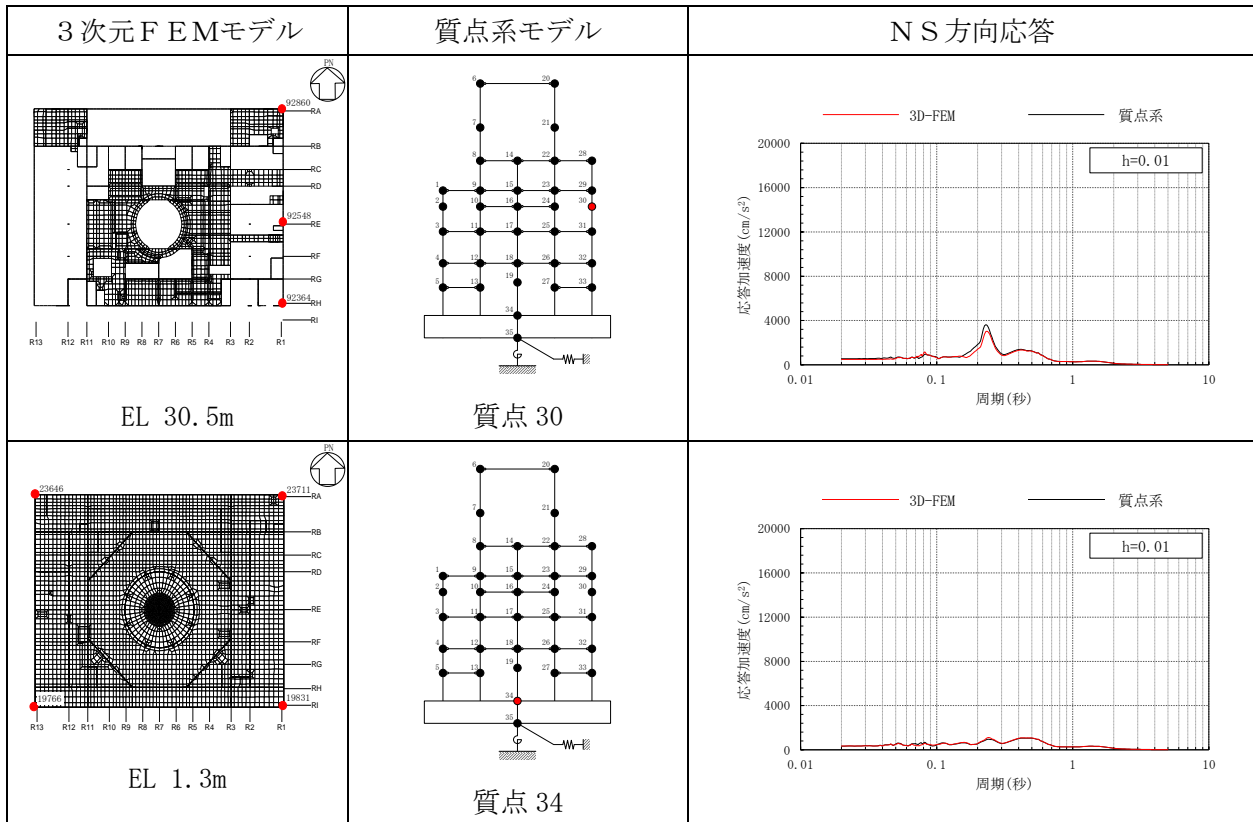 ３次元ＦＥＭモデル
質点系モデル
ＮＳ方向応答
PN
92860
RA
RB
RC
RD
92548
RE
RF
RG
92364
RH
RI
R13 R12 R11 R10 R9 R8 R7 R6 R5 R4 R3 R2 R1
EL 30.5m
6 20
7 21
8 14 22 28
1 9 15 23 29
2 10 16 24 30
3 11 17 25 31
4 12 18 26 32
19
5 13 27 33
34
35
質点 30
3D-FEM 質点系
h=0.01
応答加速度(cm/s²)
20000
16000
12000
8000
4000
0
0.01 0.1 1 10
周期(秒)
PN
23646 23711
RA
RB
RC
RD
RE
RF
RG
RH
19766 19831
RI
R13 R12 R11 R10 R9 R8 R7 R6 R5 R4 R3 R2 R1
EL 1.3m
6 20
7 21
8 14 22 28
1 9 15 23 29
2 10 16 24 30
3 11 17 25 31
4 12 18 26 32
19
5 13 27 33
34
35
質点 34
3D-FEM 質点系
h=0.01
応答加速度(cm/s²)
20000
16000
12000
8000
4000
0
0.01 0.1 1 10
周期(秒)